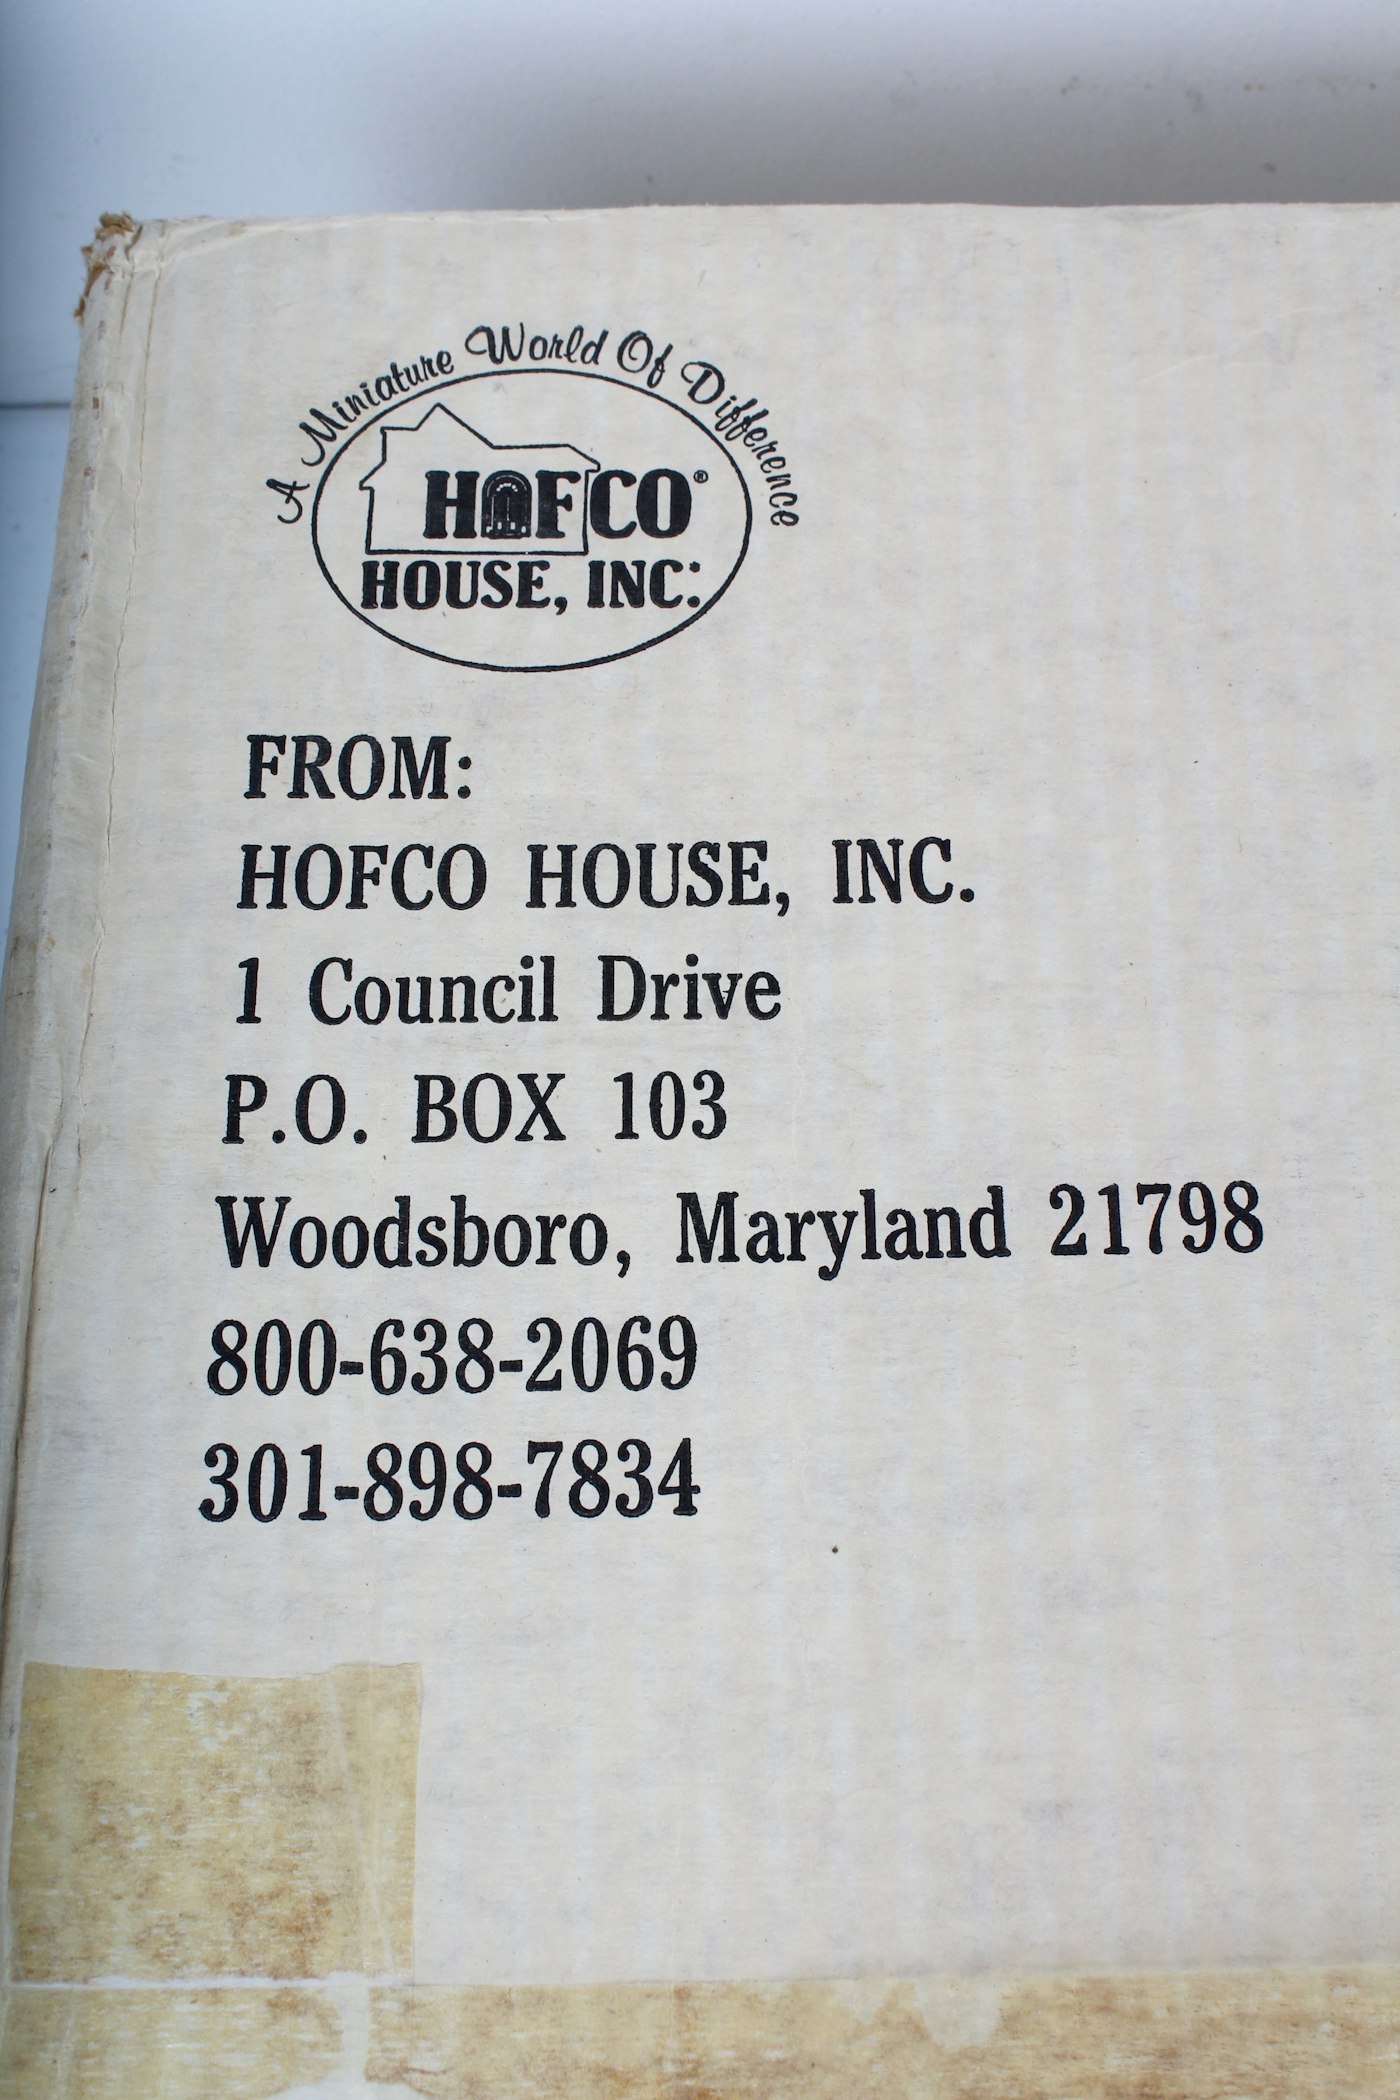 A Miniature World Of Difference
HOFCO®
HOUSE, INC.
FROM:
HOFCO HOUSE, INC.
1 Council Drive
P.O. BOX 103
Woodsboro, Maryland 21798
800-638-2069
301-898-7834